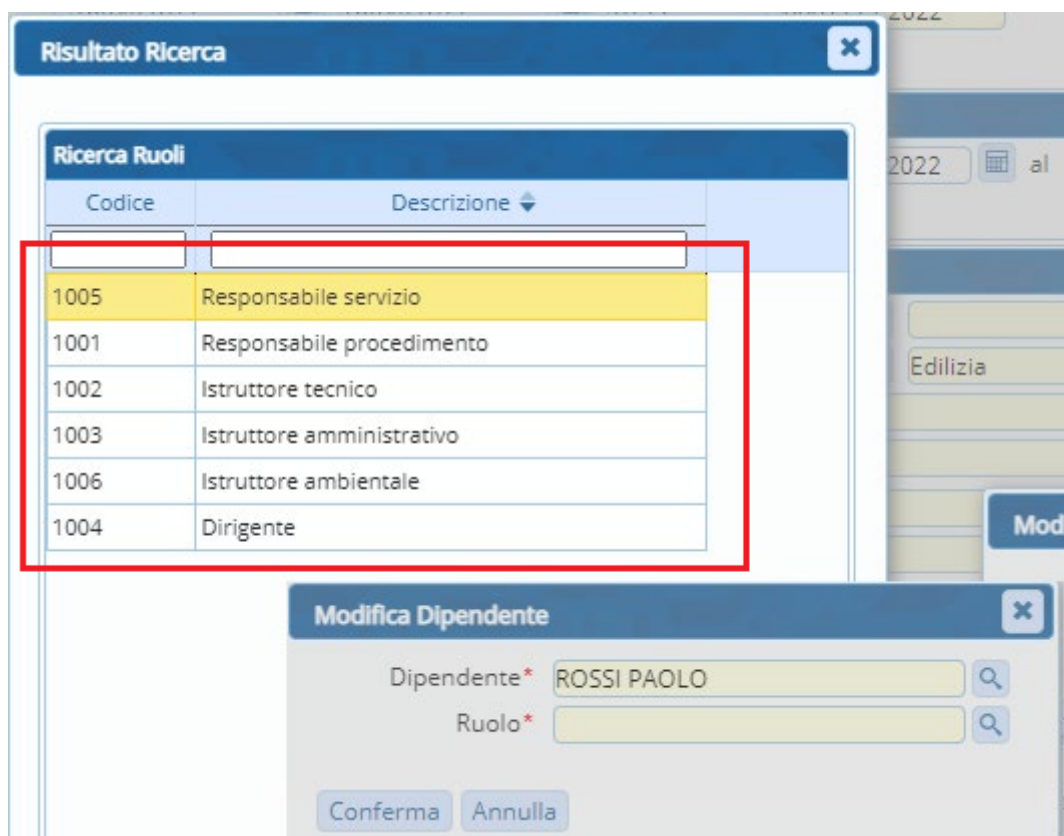 2022
Risultato Ricerca
Ricerca Ruoli
Codice Descrizione
2022 al
1005 Responsabile servizio
1001 Responsabile procedimento
Edilizia
1002 Istruttore tecnico
1003 Istruttore amministrativo
1006 Istruttore ambientale
1004 Dirigente
Mod
Modifica Dipendente
Dipendente* ROSSI PAOLO
Ruolo*
Conferma Annulla